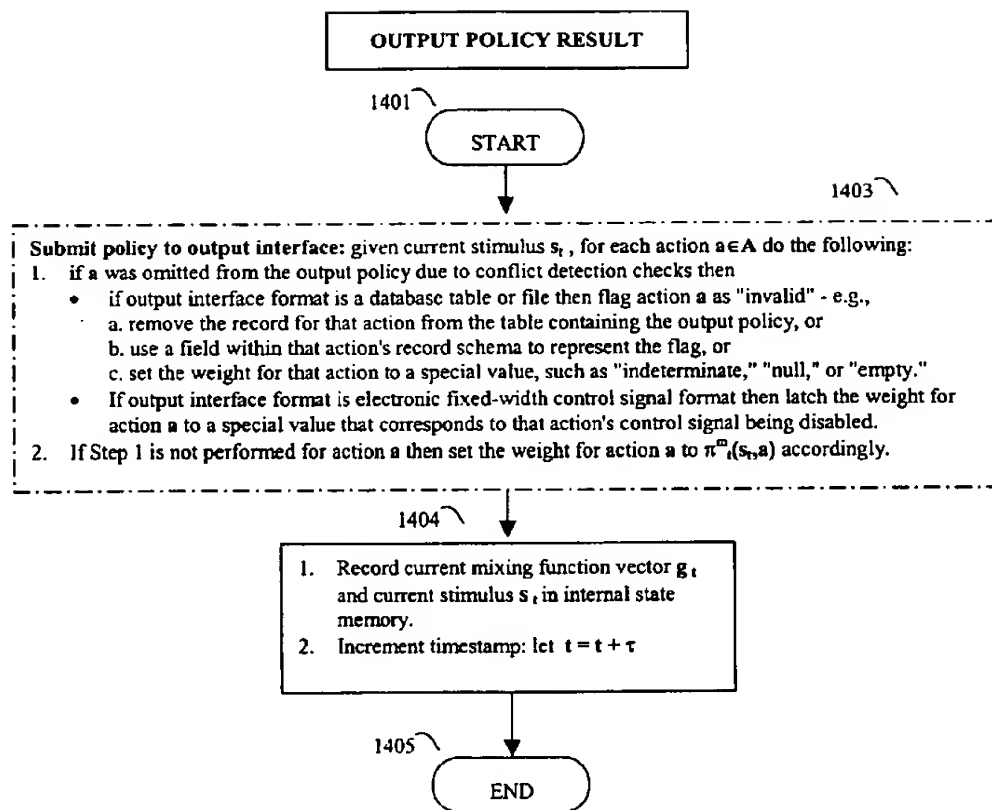 OUTPUT POLICY RESULT
1401
START
1403
Submit policy to output interface: given current stimulus sₜ , for each action a∈A do the following:
1. if a was omitted from the output policy due to conflict detection checks then
• if output interface format is a database table or file then flag action a as "invalid" - e.g.,
a. remove the record for that action from the table containing the output policy, or
b. use a field within that action's record schema to represent the flag, or
c. set the weight for that action to a special value, such as "indeterminate," "null," or "empty."
• If output interface format is electronic fixed-width control signal format then latch the weight for
action a to a special value that corresponds to that action's control signal being disabled.
2. If Step 1 is not performed for action a then set the weight for action a to πᵐₜ(sₜ,a) accordingly.
1404
1. Record current mixing function vector g ₜ
and current stimulus s ₜ in internal state
memory.
2. Increment timestamp: let t = t + τ
1405
END